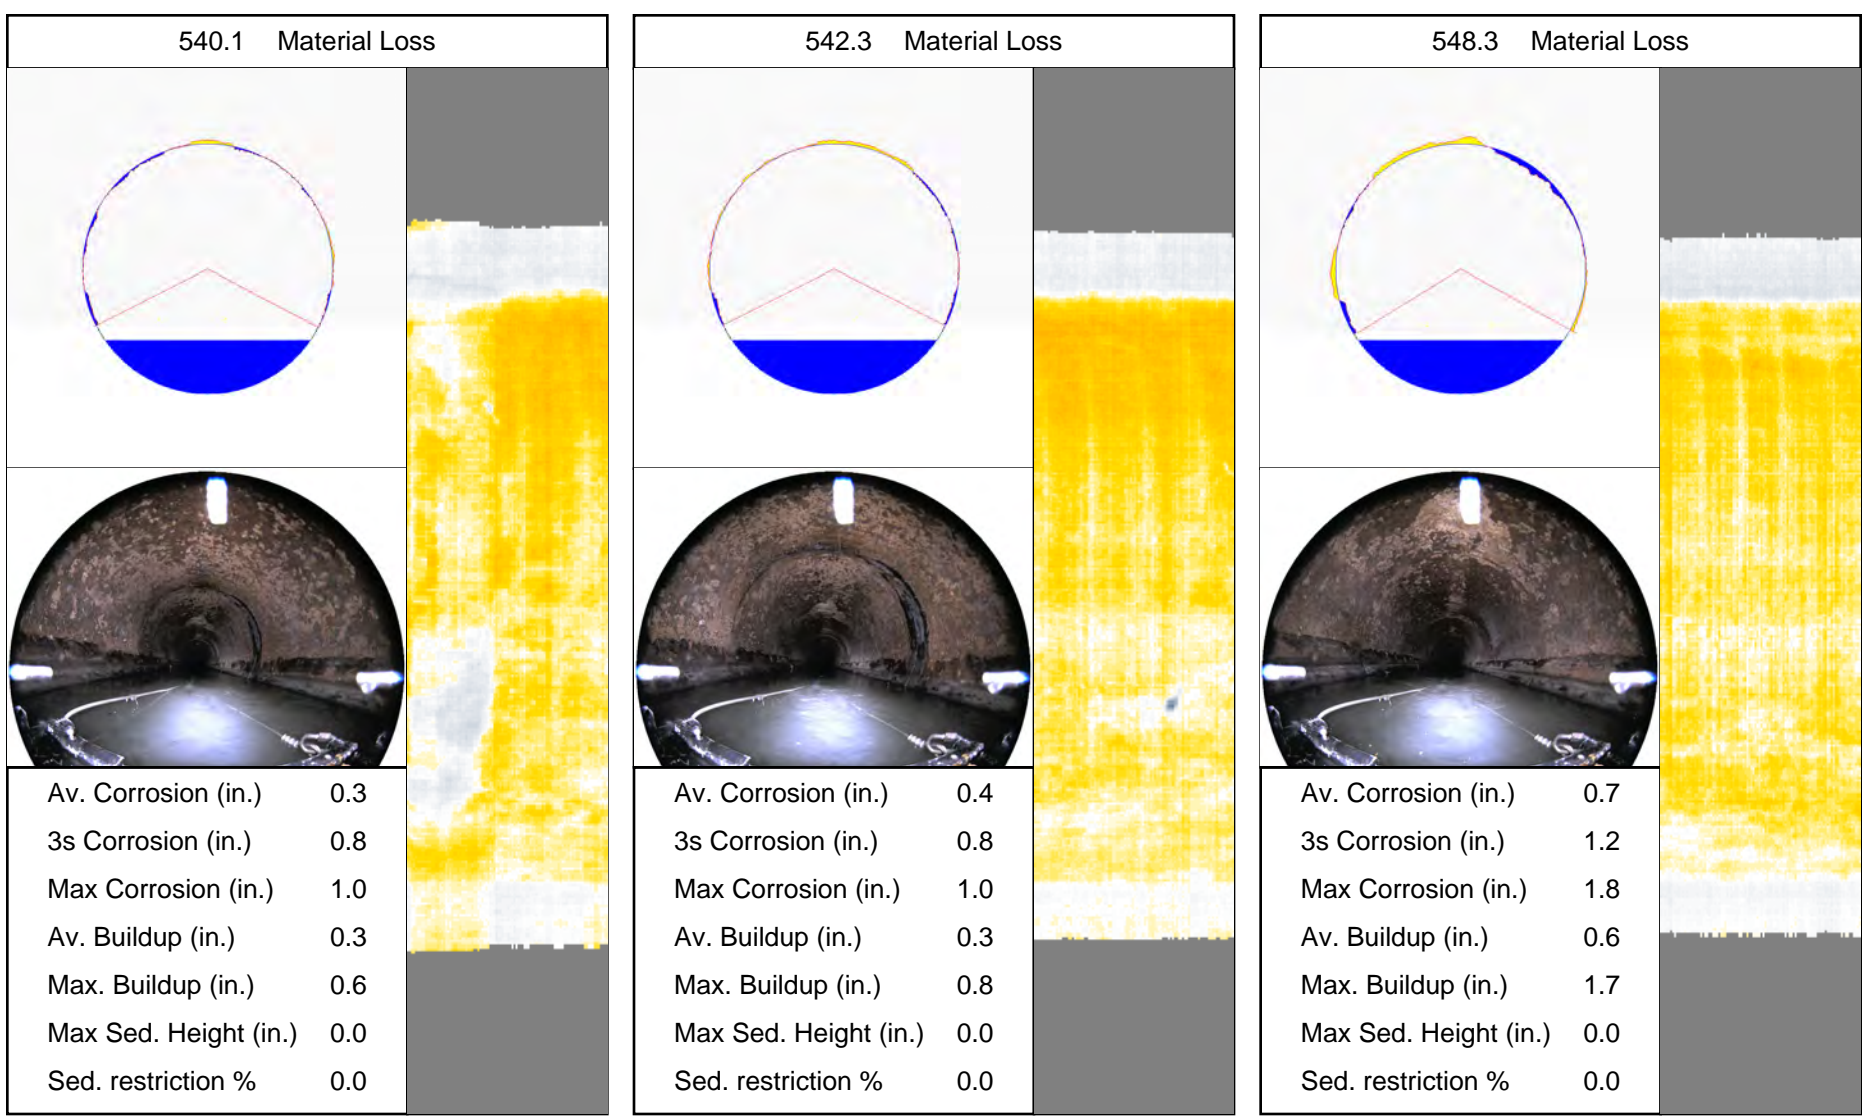 540.1 Material Loss
Av. Corrosion (in.) 0.3
3s Corrosion (in.) 0.8
Max Corrosion (in.) 1.0
Av. Buildup (in.) 0.3
Max. Buildup (in.) 0.6
Max Sed. Height (in.) 0.0
Sed. restriction % 0.0
542.3 Material Loss
Av. Corrosion (in.) 0.4
3s Corrosion (in.) 0.8
Max Corrosion (in.) 1.0
Av. Buildup (in.) 0.3
Max. Buildup (in.) 0.8
Max Sed. Height (in.) 0.0
Sed. restriction % 0.0
548.3 Material Loss
Av. Corrosion (in.) 0.7
3s Corrosion (in.) 1.2
Max Corrosion (in.) 1.8
Av. Buildup (in.) 0.6
Max. Buildup (in.) 1.7
Max Sed. Height (in.) 0.0
Sed. restriction % 0.0